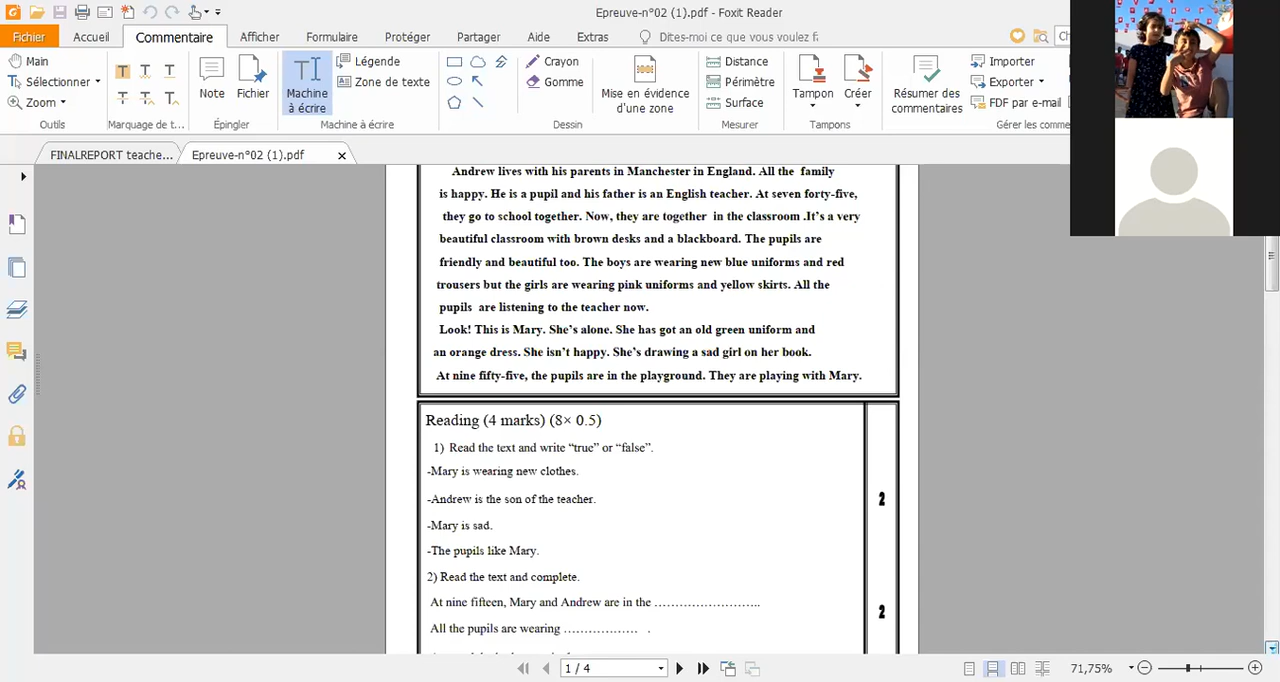 Epreuve-n°02 (1).pdf - Foxit Reader
Fichier Accueil Commentaire Afficher Formulaire Protéger Partager Aide Extras Dites-moi ce que vous voulez f. Ch
Main
Sélectionner
Zoom
Outils
Marquage de t...
Note
Fichier
Épingler
Machine
à écrire
Légende
Zone de texte
Machine à écrire
Crayon
Gomme
Mise en évidence
d'une zone
Dessin
Distance
Périmètre
Surface
Mesurer
Tampon
Créer
Tampons
Résumer des
commentaires
Importer
Exporter
FDF par e-mail
Gérer les comme
FINALREPORT teache...
Epreuve-n°02 (1).pdf
Andrew lives with his parents in Manchester in England. All the family
is happy. He is a pupil and his father is an English teacher. At seven forty-five,
they go to school together. Now, they are together in the classroom .It's a very
beautiful classroom with brown desks and a blackboard. The pupils are
friendly and beautiful too. The boys are wearing new blue uniforms and red
trousers but the girls are wearing pink uniforms and yellow skirts. All the
pupils are listening to the teacher now.
Look! This is Mary. She's alone. She has got an old green uniform and
an orange dress. She isn't happy. She's drawing a sad girl on her book.
At nine fifty-five, the pupils are in the playground. They are playing with Mary.
Reading (4 marks) (8× 0.5)
1) Read the text and write “true” or “false”.
-Mary is wearing new clothes.
-Andrew is the son of the teacher.
2
-Mary is sad.
-The pupils like Mary.
2) Read the text and complete.
At nine fifteen, Mary and Andrew are in the ……………………..
2
All the pupils are wearing ……………… .
1 / 4
71,75%